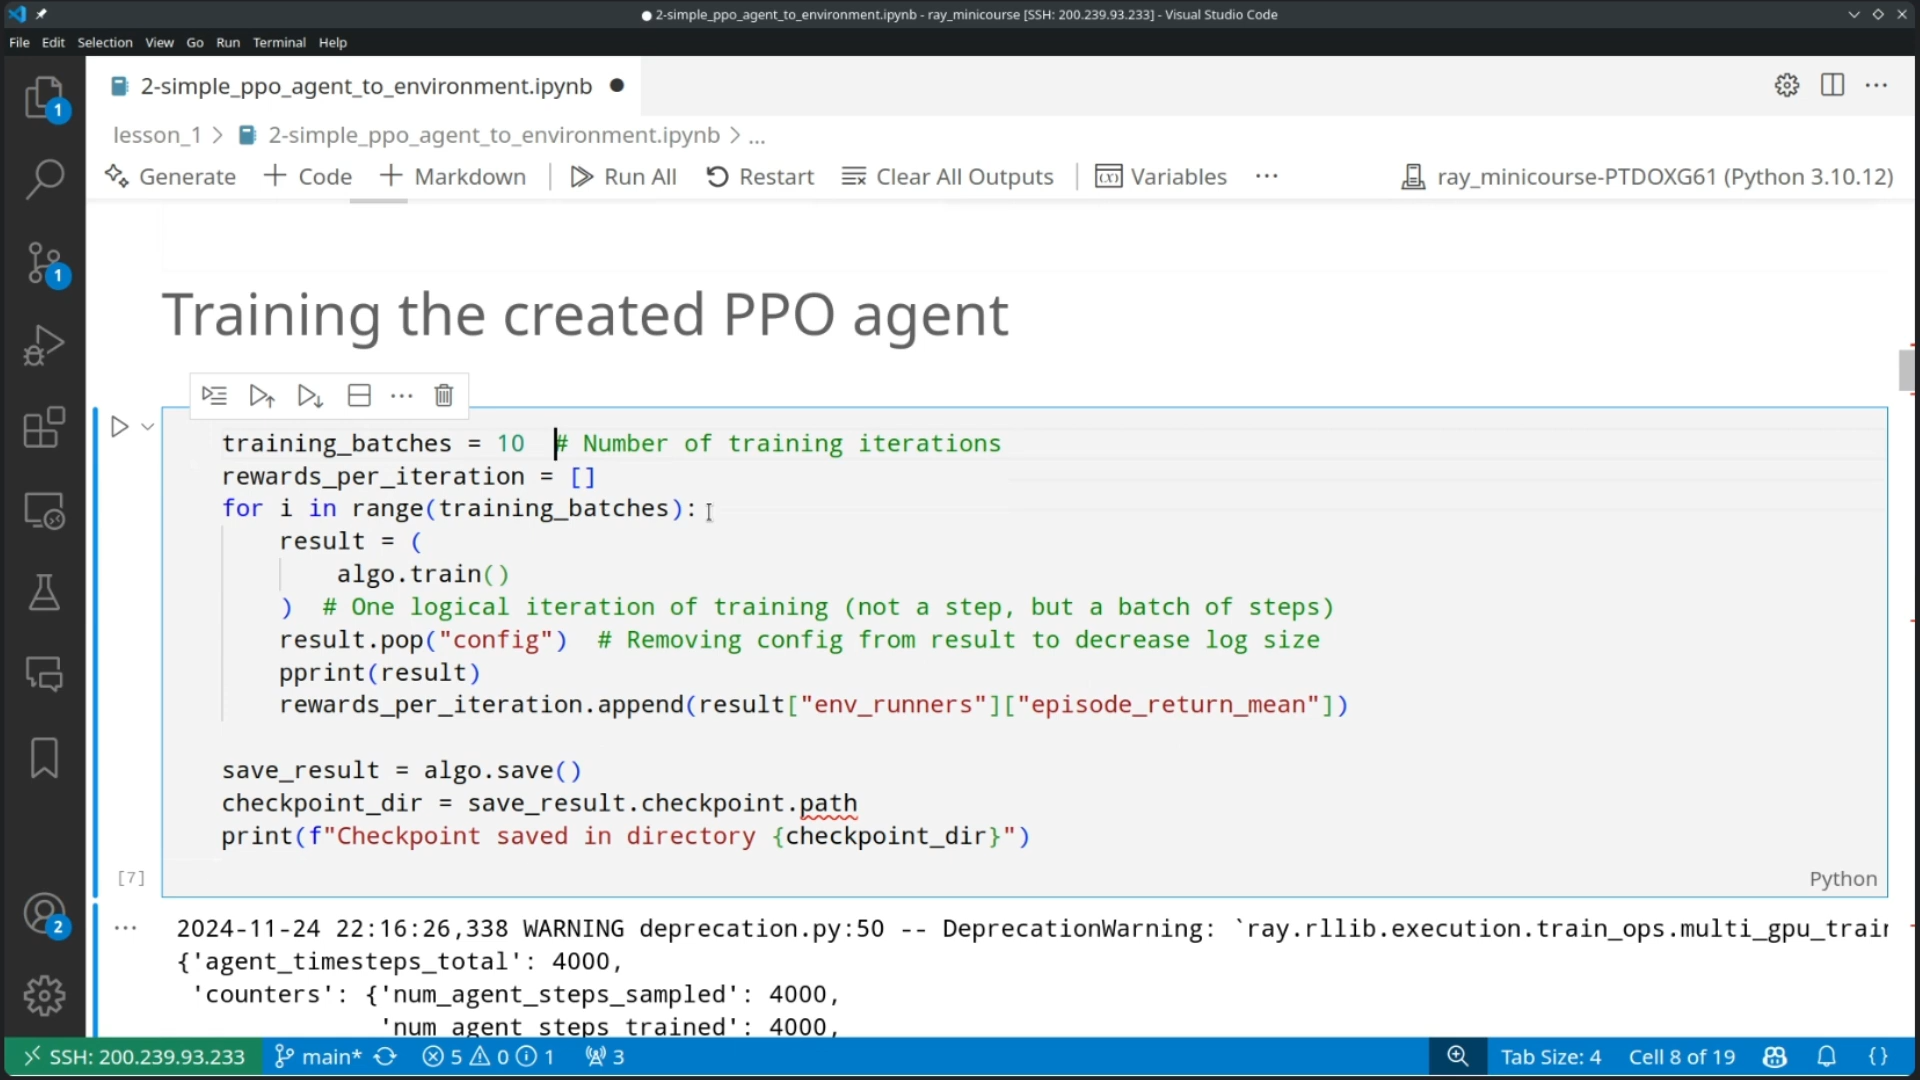 2-simple_ppo_agent_to_environment.ipynb - ray_minicourse [SSH: 200.239.93.233] - Visual Studio Code
File Edit Selection View Go Run Terminal Help
1
2-simple_ppo_agent_to_environment.ipynb
lesson_1 > 2-simple_ppo_agent_to_environment.ipynb > ...
Generate + Code + Markdown Run All Restart Clear All Outputs Variables ... ray_minicourse-PTDOXG61 (Python 3.10.12)
1
Training the created PPO agent
training_batches = 10  # Number of training iterations
rewards_per_iteration = []
for i in range(training_batches):
    result = (
        algo.train()
    )  # One logical iteration of training (not a step, but a batch of steps)
    result.pop("config")  # Removing config from result to decrease log size
    pprint(result)
    rewards_per_iteration.append(result["env_runners"]["episode_return_mean"])
save_result = algo.save()
checkpoint_dir = save_result.checkpoint.path
print(f"Checkpoint saved in directory {checkpoint_dir}")
[7] Python
2
2024-11-24 22:16:26,338 WARNING deprecation.py:50 -- DeprecationWarning: `ray.rllib.execution.train_ops.multi_gpu_train
{'agent_timesteps_total': 4000,
 'counters': {'num_agent_steps_sampled': 4000,
              'num_agent_steps_trained': 4000,
SSH: 200.239.93.233 main* 5 0 1 3 Tab Size: 4 Cell 8 of 19 {}